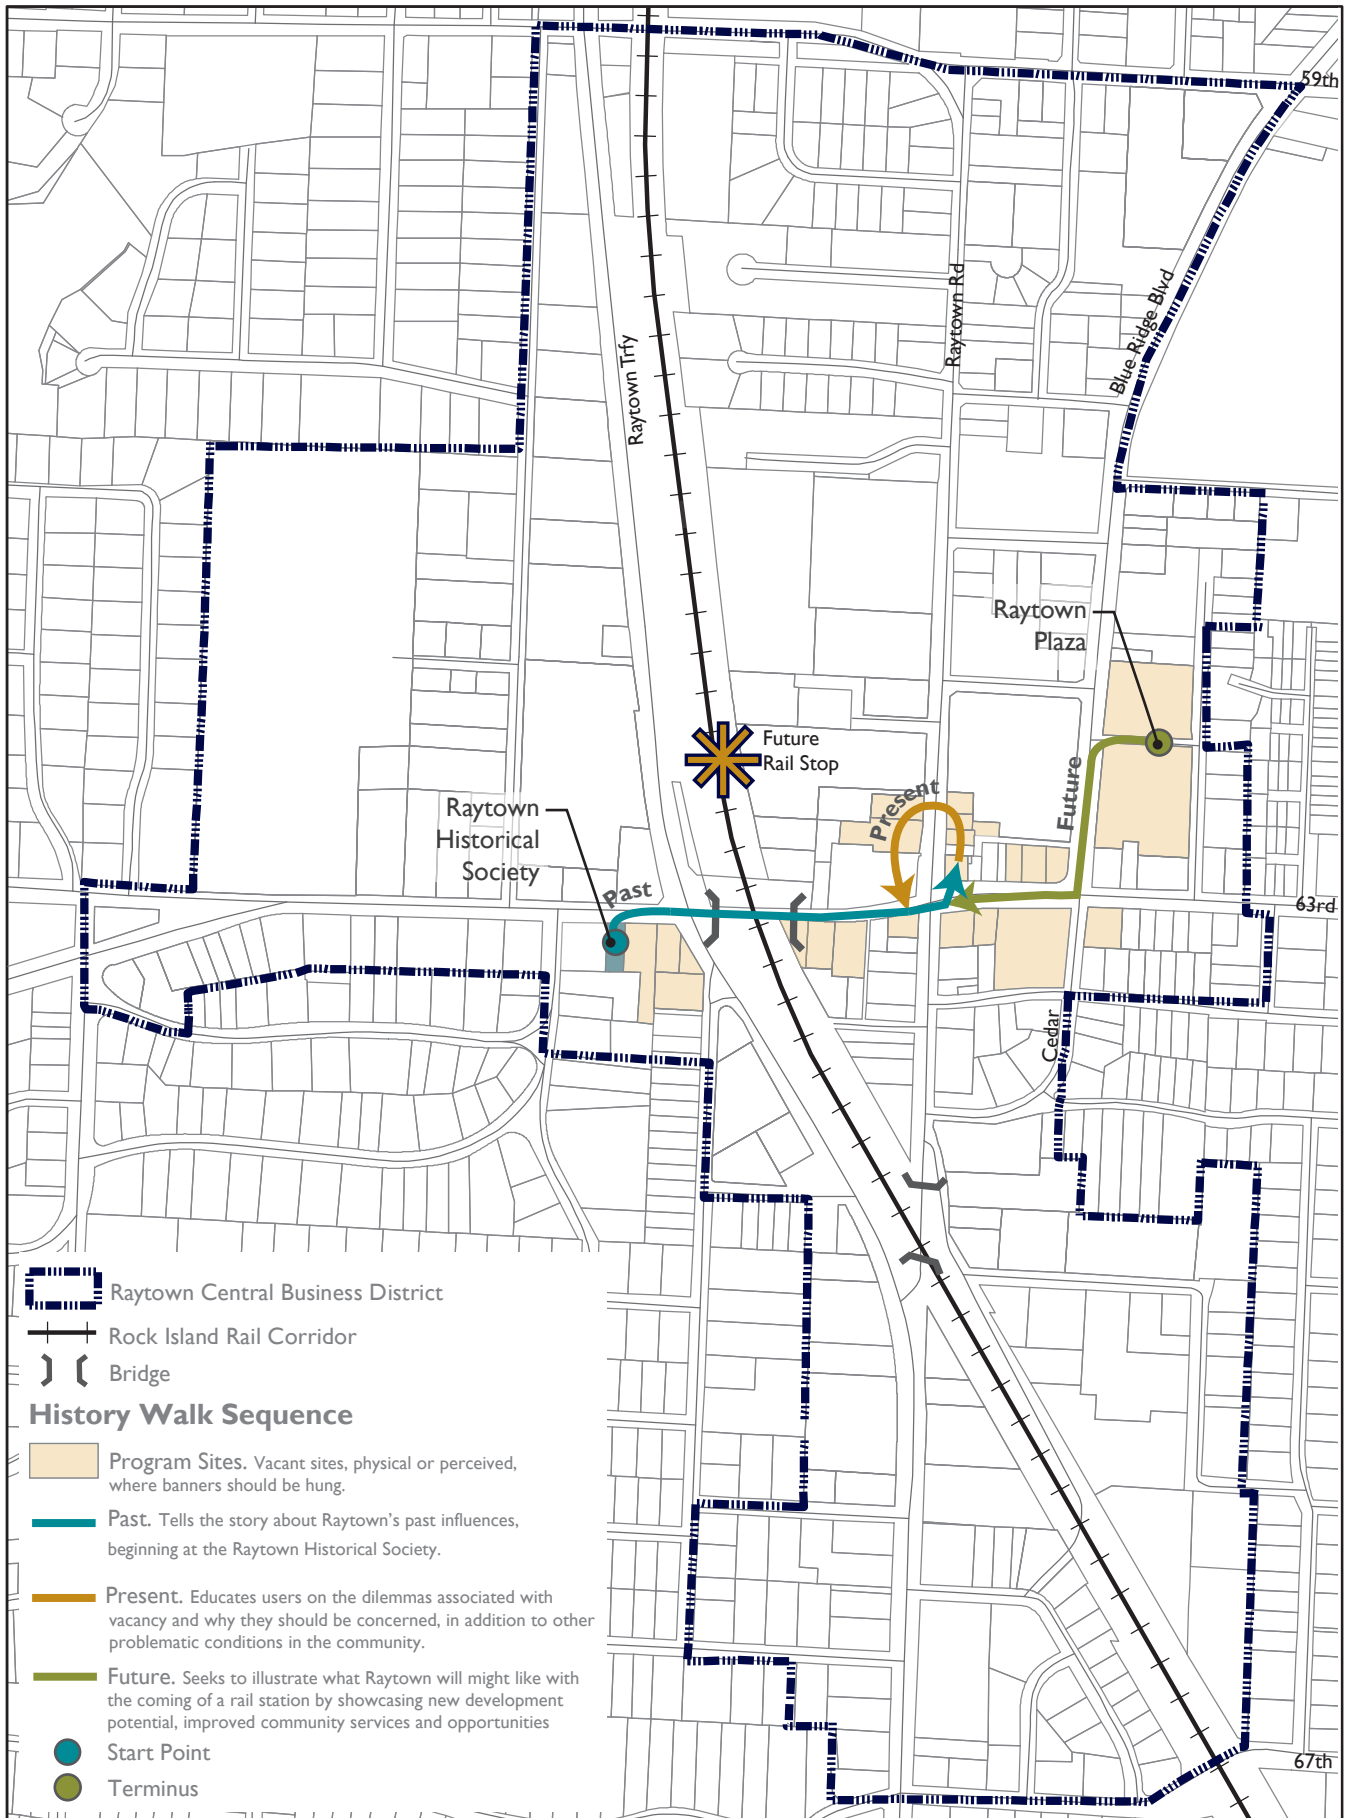 59th
Raytown Rd
Blue Ridge Blvd
Raytown Trfy
Raytown
Plaza
Future
Rail Stop
Future
Present
Raytown
Historical
Society
Past
63rd
Cedar
Raytown Central Business District
Rock Island Rail Corridor
Bridge
History Walk Sequence
Program Sites. Vacant sites, physical or perceived,
where banners should be hung.
Past. Tells the story about Raytown's past influences,
beginning at the Raytown Historical Society.
Present. Educates users on the dilemmas associated with
vacancy and why they should be concerned, in addition to other
problematic conditions in the community.
Future. Seeks to illustrate what Raytown will might like with
the coming of a rail station by showcasing new development
potential, improved community services and opportunities
Start Point
Terminus
67th